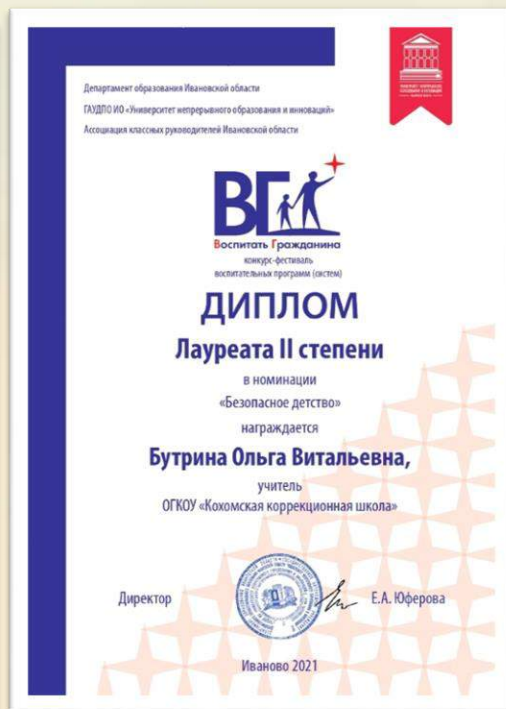 Департамент образования Ивановской области
ГАУДПО ИО «Университет непрерывного образования и инноваций»
Ассоциация классных руководителей Ивановской области
ВГ
Воспитать Гражданина
конкурс-фестиваль
воспитательных программ (систем)
ДИПЛОМ
Лауреата II степени
в номинации
«Безопасное детство»
награждается
Бутрина Ольга Витальевна,
учитель
ОГКОУ «Кохомская коррекционная школа»
Директор
Е.А. Юферова
Иваново 2021